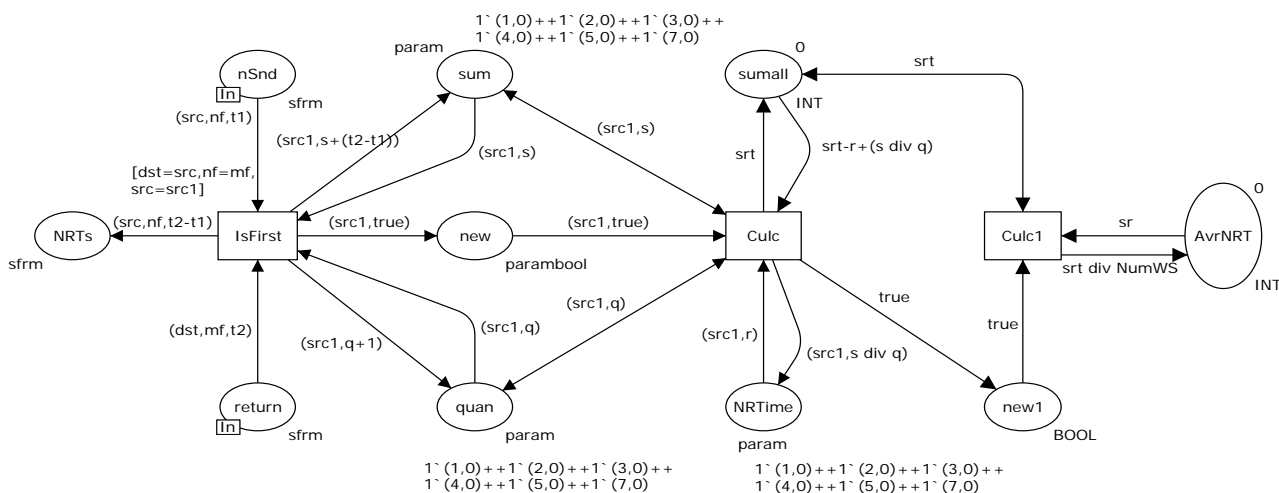 1`(1,0)++1`(2,0)++1`(3,0)++
1`(4,0)++1`(5,0)++1`(7,0)
param
0
nSnd
sum
sumall
srt
In
sfrm
INT
(src,nf,t1)
(src1,s+(t2-t1))
(src1,s)
(src1,s)
srt
srt-r+(s div q)
[dst=src,nf=mf,
src=src1]
0
(src,nf,t2-t1)
(src1,true)
(src1,true)
sr
NRTs
IsFirst
new
Culc
Culc1
AvrNRT
sfrm
parambool
srt div NumWS
INT
(src1,q)
true
(dst,mf,t2)
(src1,q+1)
(src1,q)
(src1,r)
(src1,s div q)
true
return
quan
NRTime
new1
In
sfrm
param
param
BOOL
1`(1,0)++1`(2,0)++1`(3,0)++
1`(4,0)++1`(5,0)++1`(7,0)
1`(1,0)++1`(2,0)++1`(3,0)++
1`(4,0)++1`(5,0)++1`(7,0)